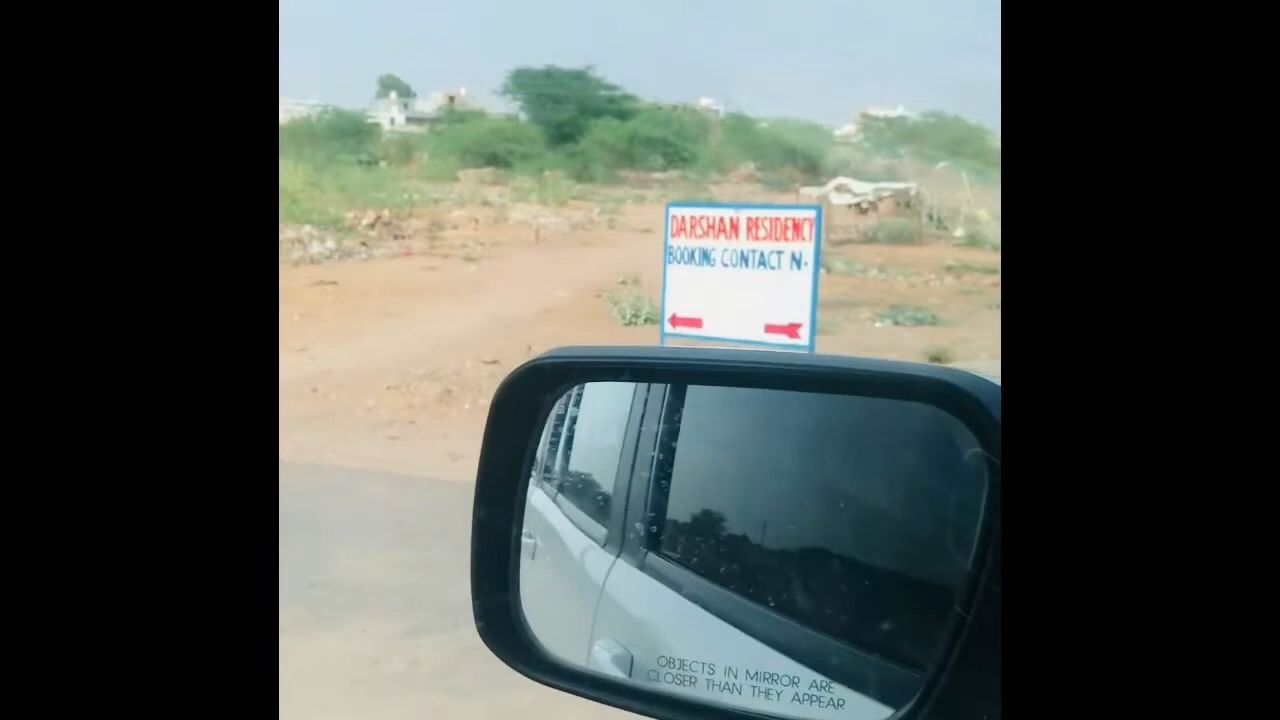 DARSHAN RESIDENCY
BOOKING CONTACT N.
OBJECTS IN MIRROR ARE
CLOSER THAN THEY APPEAR